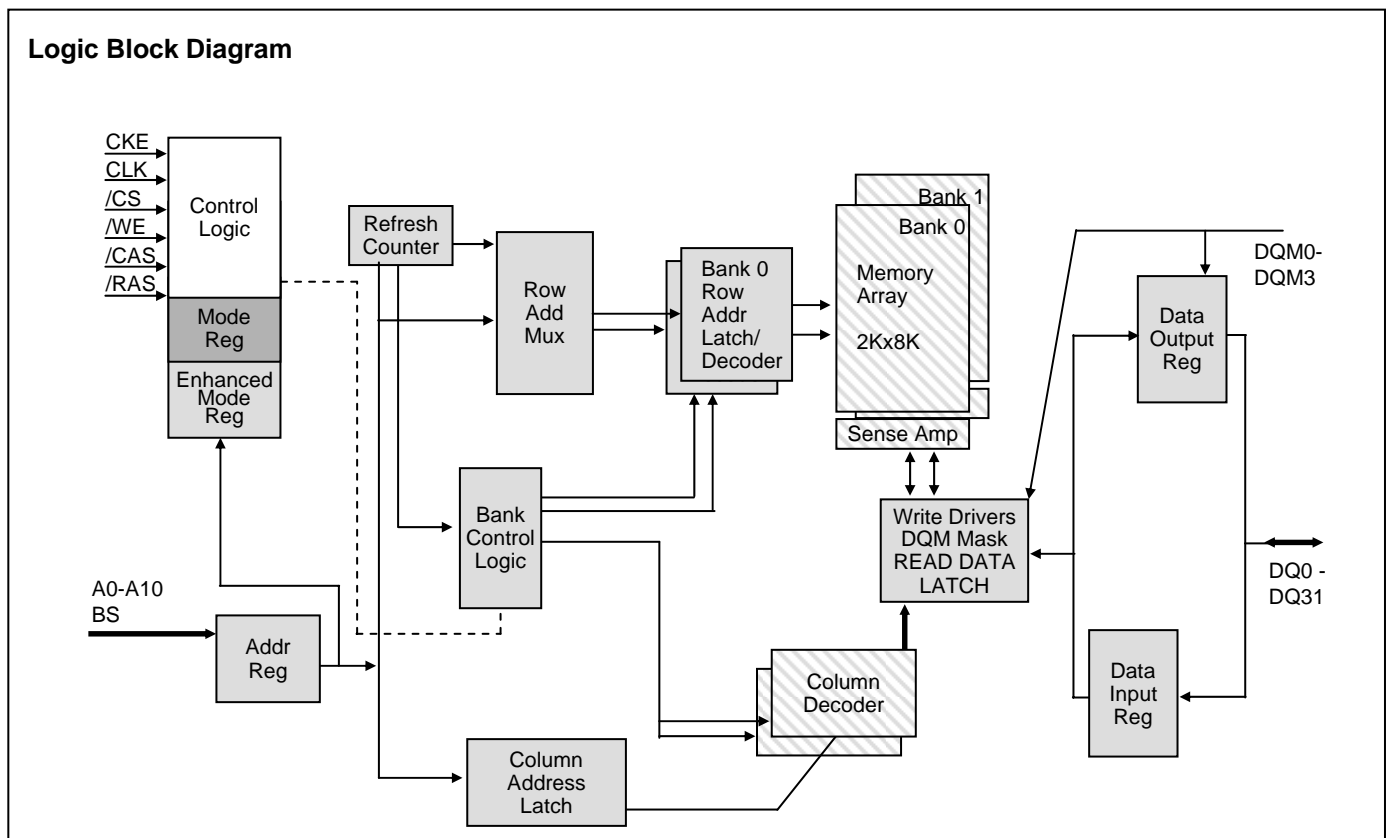 Logic Block Diagram
CKE
CLK
/CS
/WE
/CAS
/RAS
Control
Logic
Mode
Reg
Enhanced
Mode
Reg
Refresh
Counter
Row
Add
Mux
Bank 0
Row
Addr
Latch/
Decoder
Bank 1
Bank 0
Memory
Array
2Kx8K
Sense Amp
DQM0-
DQM3
Data
Output
Reg
Bank
Control
Logic
Write Drivers
DQM Mask
READ DATA
LATCH
DQ0 -
DQ31
A0-A10
BS
Addr
Reg
Column
Decoder
Data
Input
Reg
Column
Address
Latch